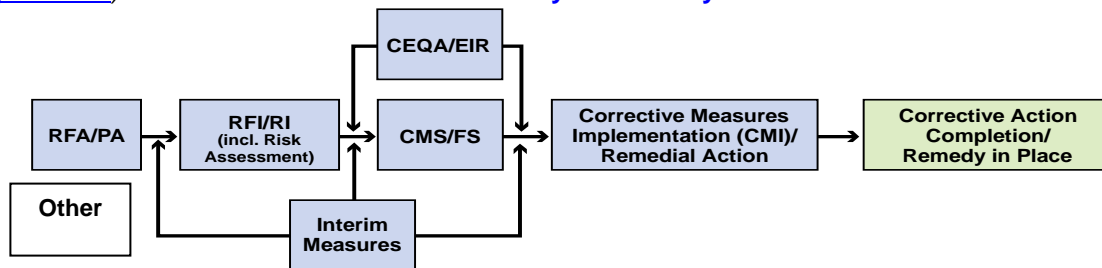 CEQA/EIR
RFA/PA
RFI/RI
(incl. Risk
Assessment)
CMS/FS
Corrective Measures
Implementation (CMI)/
Remedial Action
Corrective Action
Completion/
Remedy in Place
Other
Interim
Measures